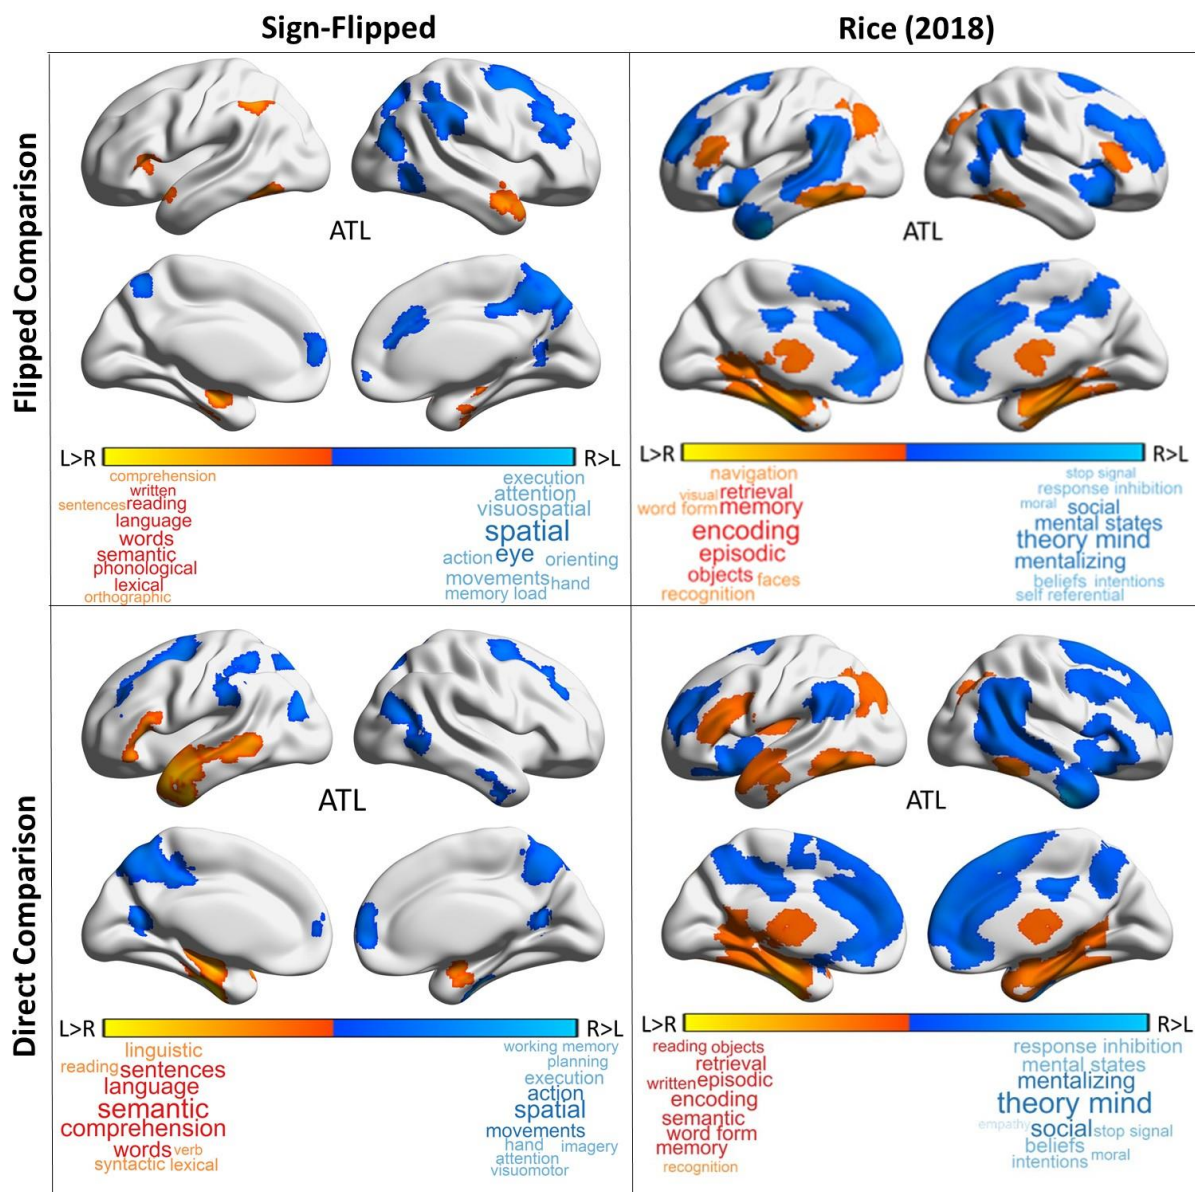 Sign-Flipped
Rice (2018)
Flipped Comparison
ATL
L>R
R>L
comprehension
written
sentences reading
language
words
semantic
phonological
lexical
orthographic
execution
attention
visuospatial
spatial
action eye orienting
movements hand
memory load
ATL
L>R
R>L
navigation
visual retrieval
word form memory
encoding
episodic
objects faces
recognition
stop signal
response inhibition
moral social
mental states
theory mind
mentalizing
beliefs intentions
self referential
Direct Comparison
ATL
L>R
R>L
linguistic
reading sentences
language
semantic
comprehension
words verb
syntactic lexical
working memory
planning
execution
action
spatial
movements
hand imagery
attention
visuomotor
ATL
L>R
R>L
reading objects
retrieval
written episodic
encoding
semantic
word form
memory
recognition
response inhibition
mental states
mentalizing
theory mind
empathy social stop signal
beliefs
intentions moral